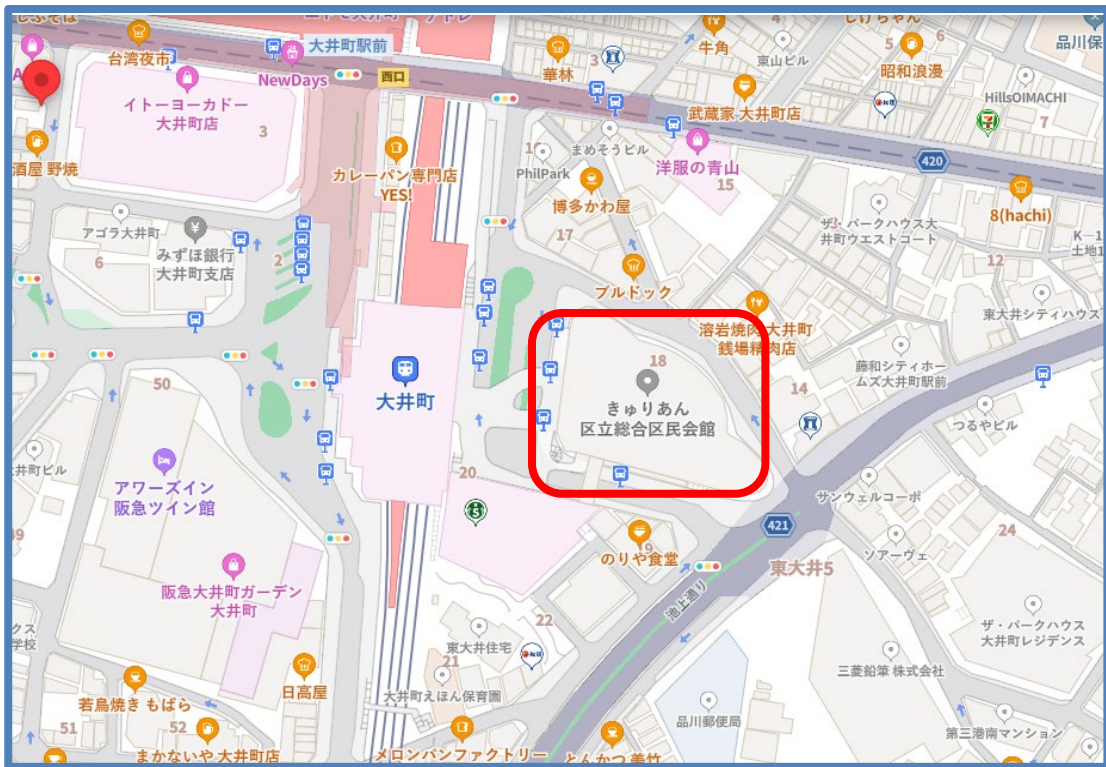 台湾夜市
大井町駅前
NewDays
西口
イトーヨーカドー
大井町店
3
華林
3
牛角
4
東山ビル
しげちゃん
5
6
昭和浪漫
品川保
HillsOIMACHI
7
武蔵家 大井町店
420
酒屋 野焼
カレーパン専門店
YES!
16
PhilPark
まめそうビル
洋服の青山
15
博多かわ屋
17
8(hachi)
ザ・パークハウス大
井町ウエストコート
12
K―1
土地1
アゴラ大井町
6
みずほ銀行
大井町支店
2
ブルドック
溶岩焼肉 大井町
銭場精肉店
東大井シティハウス
18
きゅりあん
区立総合区民会館
14
藤和シティホー
ムズ大井町駅前
つるやビル
大井町
50
井町ビル
アワーズイン
阪急ツイン館
20
サンウェルコーポ
24
421
東大井5
ソアーヴェ
49
のりや食堂
19
池上通り
阪急大井町ガーデン
大井町
22
東大井住宅
21
大井町えほん保育園
ザ・パークハウス
大井町レジデンス
三菱鉛筆 株式会社
クス
学校
日高屋
若鳥焼き もばら
51
52
まかないや 大井町店
メロンパンファクトリー
とんかつ 美竹
品川郵便局
第三港南マンション